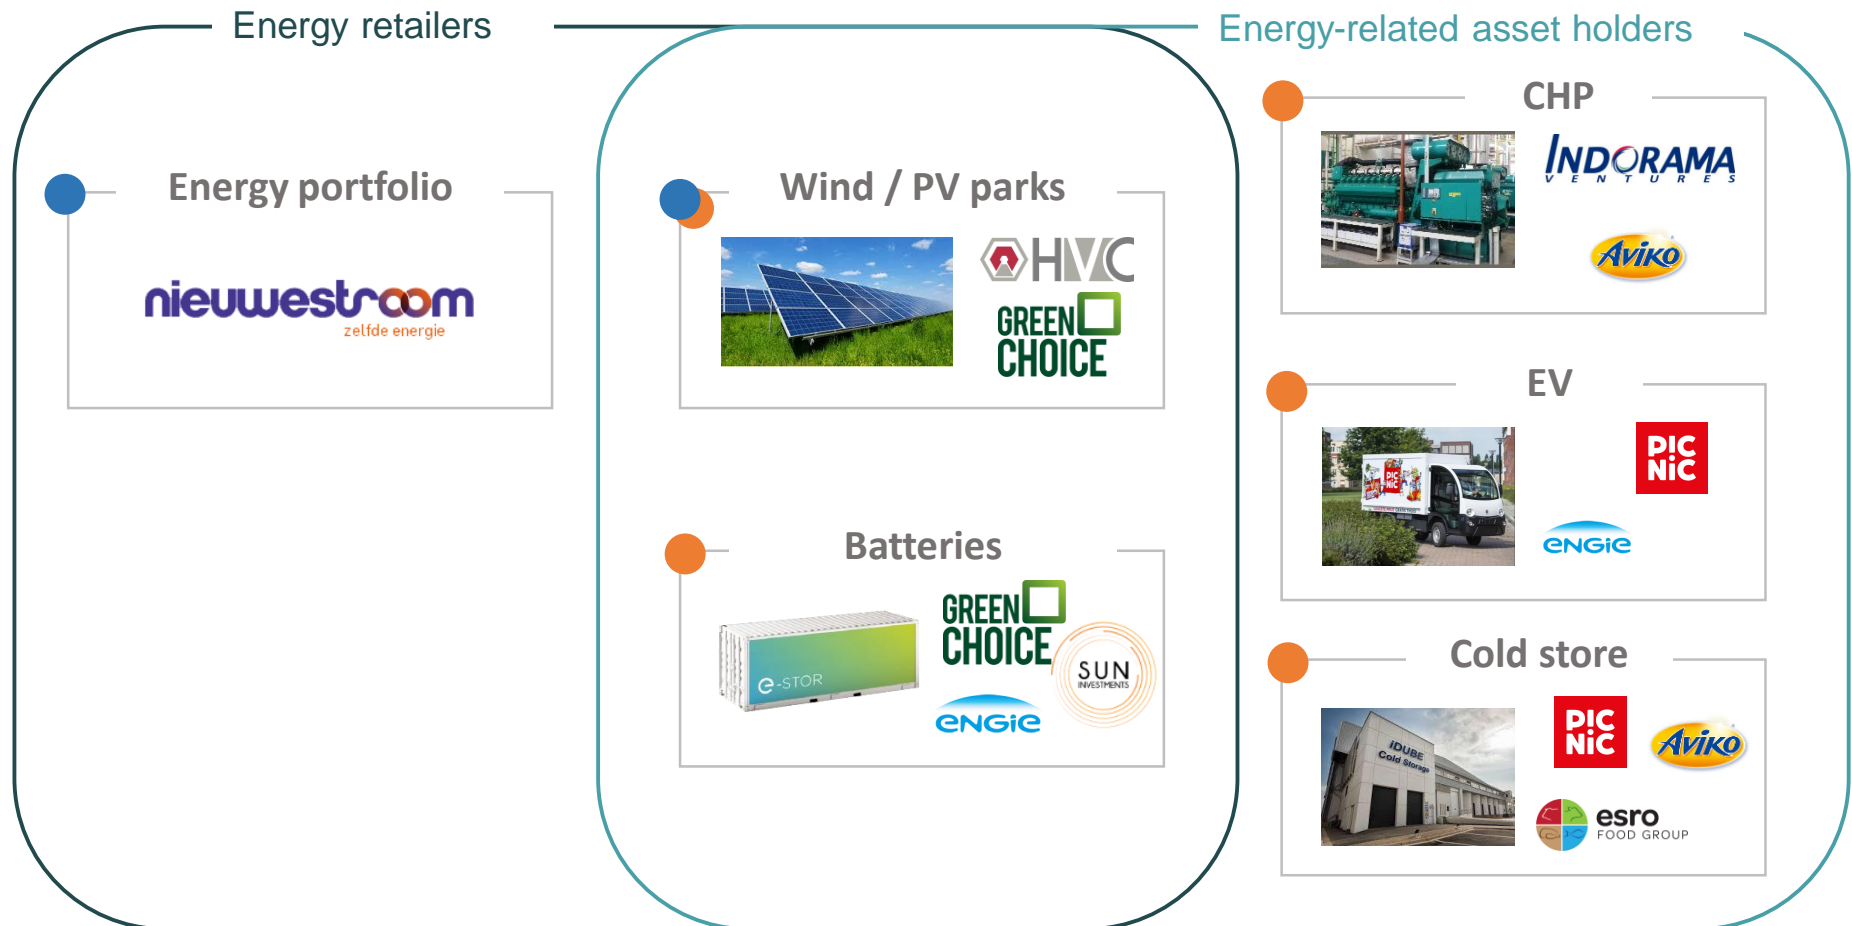 Energy retailers
Energy-related asset holders
Energy portfolio
nieuwestroom
zelfde energie
Wind / PV parks
HVC
GREEN
CHOICE
Batteries
e-STOR
GREEN
CHOICE
SUN
INVESTMENTS
ENGIE
CHP
INDORAMA
VENTURES
Aviko
EV
PIC
NiC
PIC
NiC
ENGIE
Cold store
iDUBE
Cold Storage
PIC
NiC
Aviko
esro
FOOD GROUP